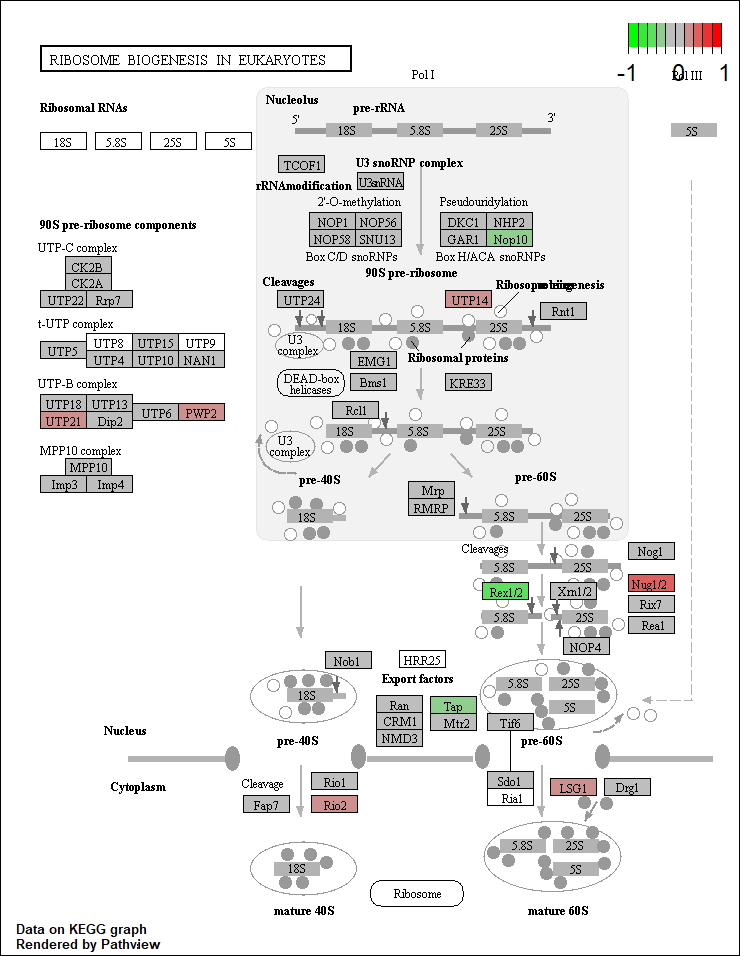 RIBOSOME BIOGENESIS IN EUKARYOTES
-1 0 1
Pol I
Pol III
Ribosomal RNAs
18S 5.8S 25S 5S
Nucleolus
pre-rRNA
5' 3'
18S 5.8S 25S
5S
TCOF1
U3 snoRNP complex
U3snRNA
rRNAmodification
2'-O-methylation
NOP1 NOP56
NOP58 SNU13
Box C/D snoRNPs
Pseudouridylation
DKC1 NHP2
GAR1 Nop10
Box H/ACA snoRNPs
90S pre-ribosome components
UTP-C complex
CK2B
CK2A
UTP22 Rrp7
t-UTP complex
UTP5
UTP8 UTP15 UTP9
UTP4 UTP10 NAN1
UTP-B complex
UTP18 UTP13
UTP21 Dip2
UTP6 PWP2
MPP10 complex
MPP10
Imp3 Imp4
90S pre-ribosome
Cleavages
UTP24
UTP14
Rnt1
18S 5.8S 25S
U3
complex
Ribosomal proteins
EMG1
Bms1
KRE33
DEAD-box
helicases
Rcl1
18S 5.8S 25S
U3
complex
pre-40S
pre-60S
Mrp
RMRP
18S
5.8S 25S
Cleavages
Nog1
5.8S 25S
Rex1/2
Xrn1/2
Nug1/2
Rix7
Rea1
5.8S 25S
NOP4
Nob1
HRR25
Export factors
18S
Ran Tap
CRM1 Mtr2
NMD3
5.8S 25S
5S
Tif6
Nucleus
pre-40S
pre-60S
Cytoplasm
Cleavage
Rio1
Fap7
Rio2
Sdo1
Ria1
LSG1
Drg1
18S
5.8S 25S
5S
Ribosome
mature 40S
mature 60S
Data on KEGG graph
Rendered by Pathview